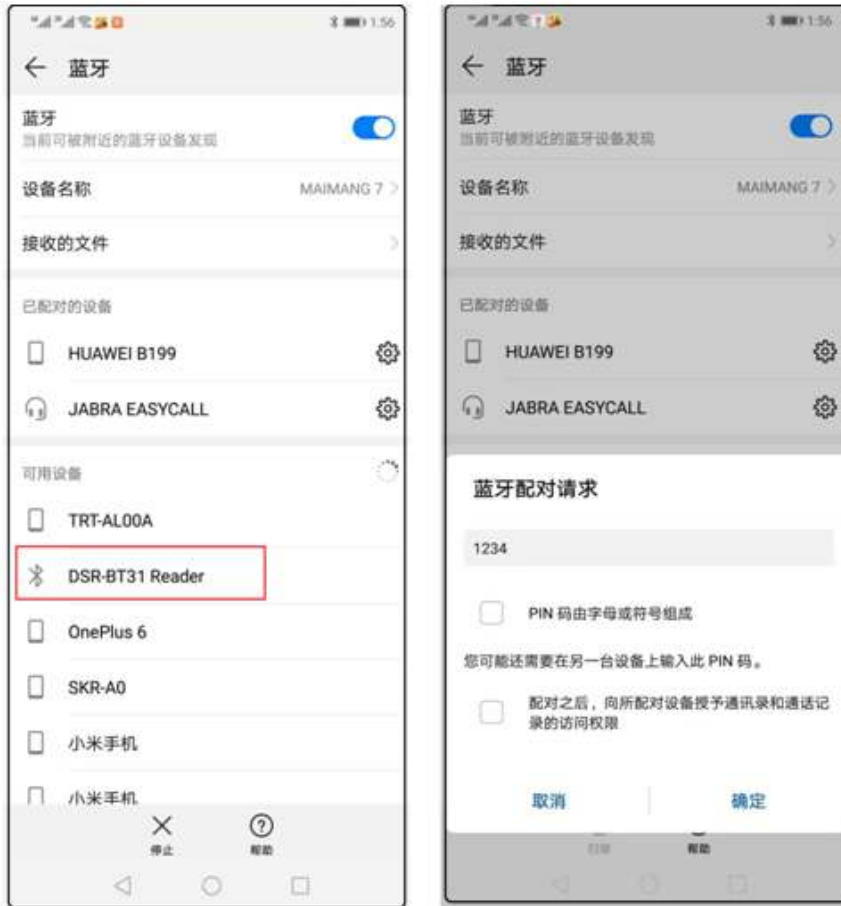 1:56
蓝牙
蓝牙
当前可被附近的蓝牙设备发现
设备名称 MAIMANG 7
接收的文件
已配对的设备
HUAWEI B199
JABRA EASYCALL
可用设备
TRT-AL00A
DSR-BT31 Reader
OnePlus 6
SKR-A0
小米手机
小米手机
停止 帮助
1:56
蓝牙
蓝牙
当前可被附近的蓝牙设备发现
设备名称 MAIMANG 7
接收的文件
已配对的设备
HUAWEI B199
JABRA EASYCALL
蓝牙配对请求
1234
PIN 码由字母或符号组成
您可能还需要在另一台设备上输入此 PIN 码。
配对之后，向所配对设备授予通讯录和通话记
录的访问权限
取消 确定
扫描 帮助